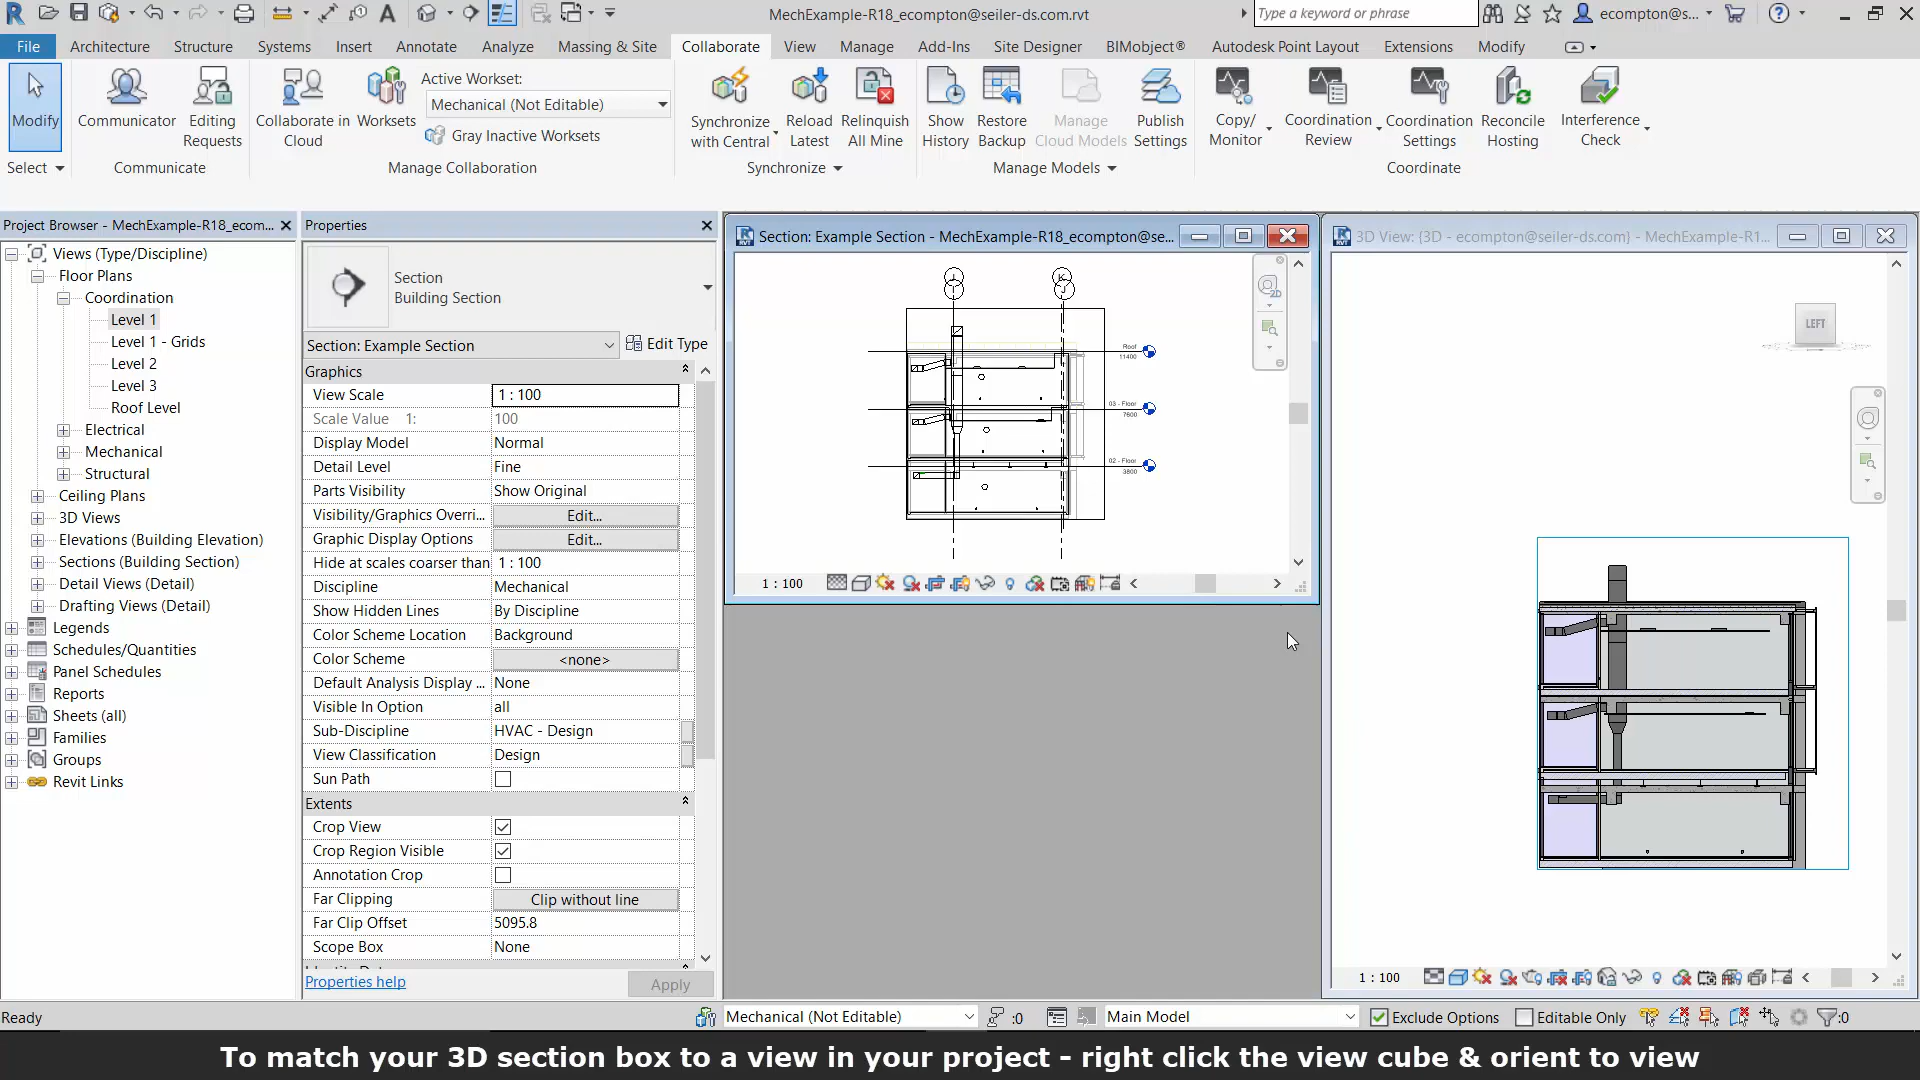 MechExample-R18_ecompton@seiler-ds.com.rvt
Type a keyword or phrase
ecompton@s...
File Architecture Structure Systems Insert Annotate Analyze Massing & Site Collaborate View Manage Add-Ins Site Designer BIMobject® Autodesk Point Layout Extensions Modify
Modify
Select
Communicator
Editing Requests
Communicate
Collaborate in Cloud
Worksets
Active Workset:
Mechanical (Not Editable)
Gray Inactive Worksets
Manage Collaboration
Synchronize with Central
Reload Latest
Relinquish All Mine
Synchronize
Show History
Restore Backup
Manage Cloud Models
Publish Settings
Manage Models
Copy/ Monitor
Coordination Review
Coordination Settings
Reconcile Hosting
Interference Check
Coordinate
Project Browser - MechExample-R18_ecom...
Views (Type/Discipline)
Floor Plans
Coordination
Level 1
Level 1 - Grids
Level 2
Level 3
Roof Level
Electrical
Mechanical
Structural
Ceiling Plans
3D Views
Elevations (Building Elevation)
Sections (Building Section)
Detail Views (Detail)
Drafting Views (Detail)
Legends
Schedules/Quantities
Panel Schedules
Reports
Sheets (all)
Families
Groups
Revit Links
Properties
Section
Building Section
Section: Example Section
Edit Type
Graphics
View Scale 1 : 100
Scale Value 1: 100
Display Model Normal
Detail Level Fine
Parts Visibility Show Original
Visibility/Graphics Overri... Edit...
Graphic Display Options Edit...
Hide at scales coarser than 1 : 100
Discipline Mechanical
Show Hidden Lines By Discipline
Color Scheme Location Background
Color Scheme <none>
Default Analysis Display ... None
Visible In Option all
Sub-Discipline HVAC - Design
View Classification Design
Sun Path
Extents
Crop View
Crop Region Visible
Annotation Crop
Far Clipping Clip without line
Far Clip Offset 5095.8
Scope Box None
Properties help
Apply
Section: Example Section - MechExample-R18_ecompton@se...
Roof
11400
03 - Floor
7600
02 - Floor
3800
1 : 100
3D View: {3D - ecompton@seiler-ds.com} - MechExample-R1...
LEFT
1 : 100
Ready
Mechanical (Not Editable)
:0
Main Model
Exclude Options
Editable Only
:0
To match your 3D section box to a view in your project - right click the view cube & orient to view